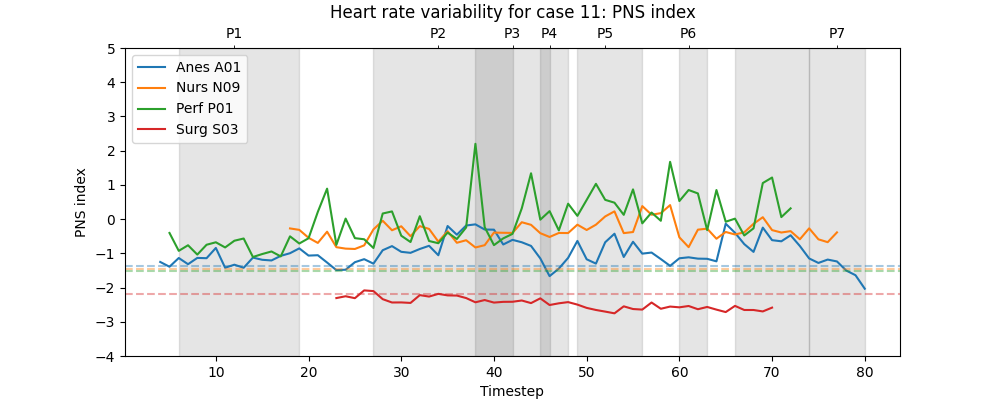 Heart rate variability for case 11: PNS index
P1 P2 P3 P4 P5 P6 P7
5
4
3
2
1
0
−1
−2
−3
−4
PNS index
Anes A01
Nurs N09
Perf P01
Surg S03
10 20 30 40 50 60 70 80
Timestep